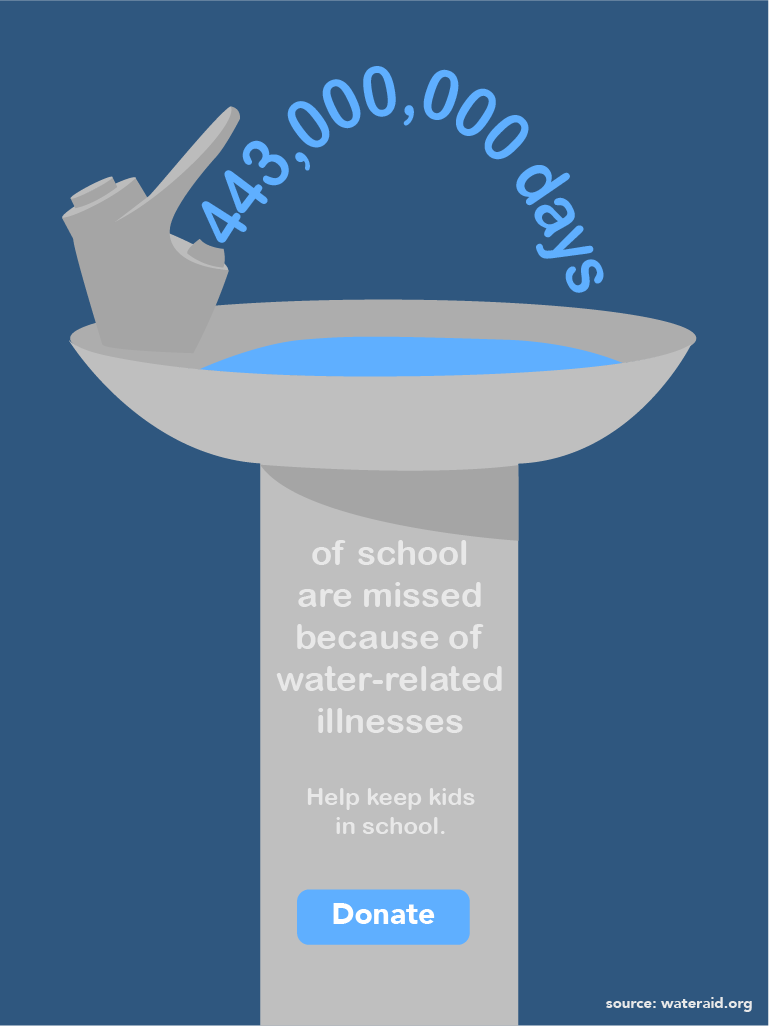 443,000,000 days
of school
are missed
because of
water-related
illnesses
Help keep kids
in school.
Donate
source: wateraid.org